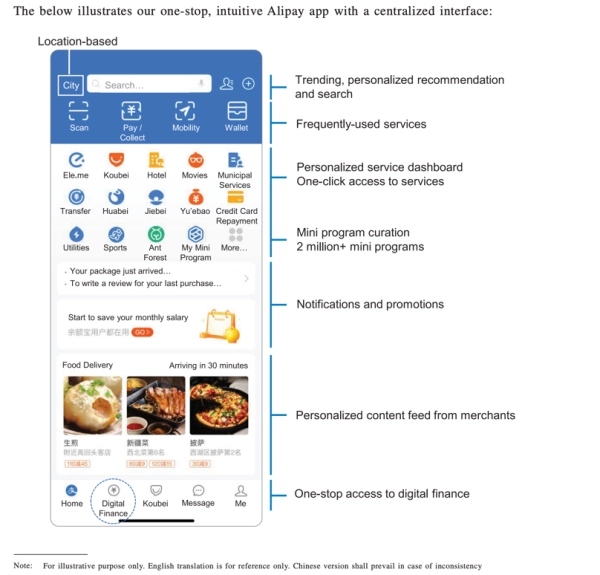 The below illustrates our one-stop, intuitive Alipay app with a centralized interface:
Location-based
City
Search...
Trending, personalized recommendation
and search
Scan
Pay /
Collect
Mobility
Wallet
Frequently-used services
Ele.me
Koubei
Hotel
Movies
Municipal
Services
Personalized service dashboard
One-click access to services
Transfer
Huabei
Jiebei
Yu'ebao
Credit Card
Repayment
Utilities
Sports
Ant
Forest
My Mini
Program
More...
Mini program curation
2 million+ mini programs
· Your package just arrived...
· To write a review for your last purchase...
Notifications and promotions
Start to save your monthly salary
余额宝用户都在用 GO >
Food Delivery
Arriving in 30 minutes
Personalized content feed from merchants
生煎
附近高回头客店
新疆菜
西北菜第6名
披萨
西湖区披萨第2名
Home
Digital
Finance
Koubei
Message
Me
One-stop access to digital finance
Note: For illustrative purpose only. English translation is for reference only. Chinese version shall prevail in case of inconsistency